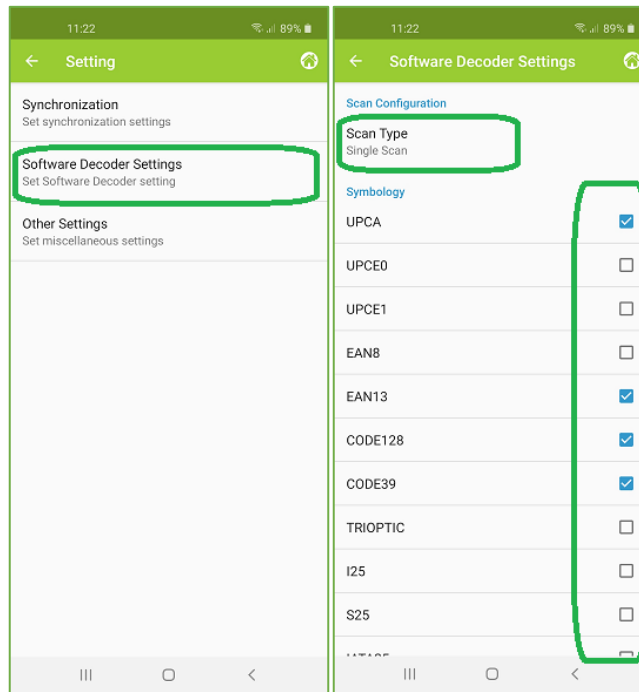 11:22
89%
Setting
Synchronization
Set synchronization settings
Software Decoder Settings
Set Software Decoder setting
Other Settings
Set miscellaneous settings
11:22
89%
Software Decoder Settings
Scan Configuration
Scan Type
Single Scan
Symbology
UPCA
UPCE0
UPCE1
EAN8
EAN13
CODE128
CODE39
TRIOPTIC
I25
S25